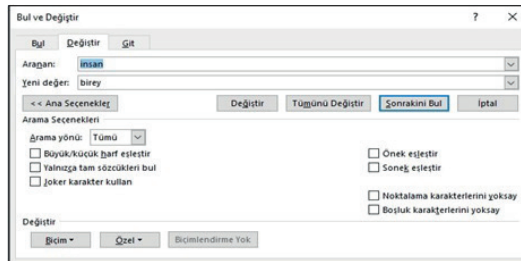 Bul ve Değiştir ? X
Bul Değiştir Git
Aranan: insan
Yeni değer: birey
<< Ana Seçenekler Değiştir Tümünü Değiştir Sonrakini Bul İptal
Arama Seçenekleri
Arama yönü: Tümü
Büyük/küçük harf eşleştir Önek eşleştir
Yalnızca tam sözcükleri bul Sonek eşleştir
Joker karakter kullan
Noktalama karakterlerini yoksay
Boşluk karakterlerini yoksay
Değiştir
Biçim Özel Biçimlendirme Yok